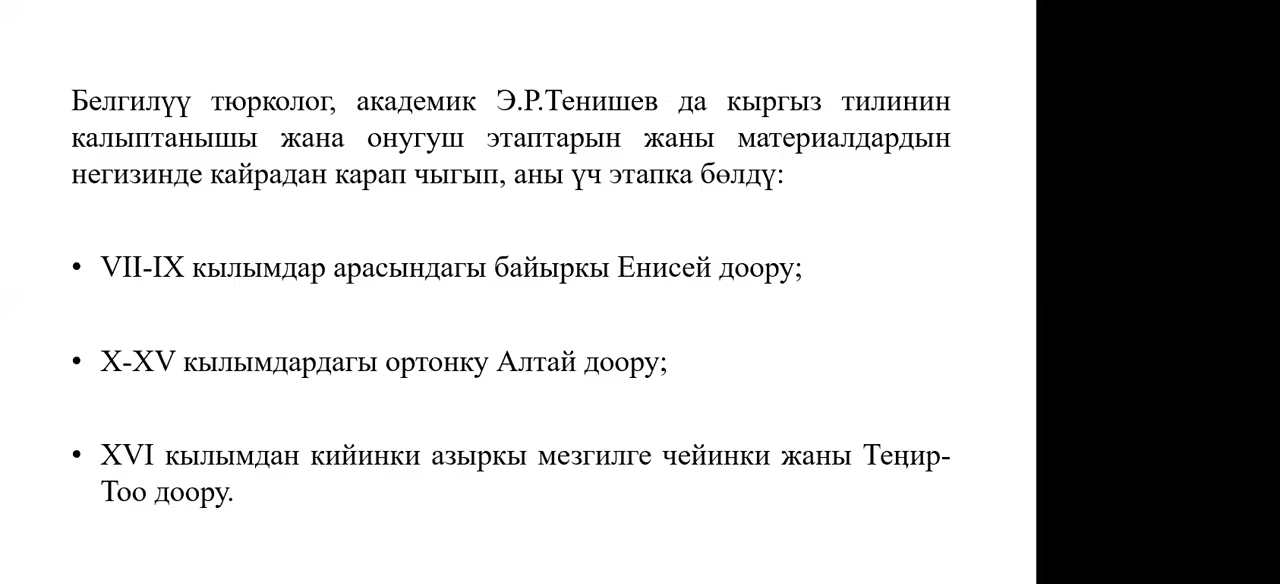 Белгилүү тюрколог, академик Э.Р.Тенишев да кыргыз тилинин
калыптанышы жана онугуш этаптарын жаны материалдардын
негизинде кайрадан карап чыгып, аны үч этапка бөлдү:
• VII-IX кылымдар арасындагы байыркы Енисей доору;
• X-XV кылымдардагы ортонку Алтай доору;
• XVI кылымдан кийинки азыркы мезгилге чейинки жаны Теңир-
Тоо доору.